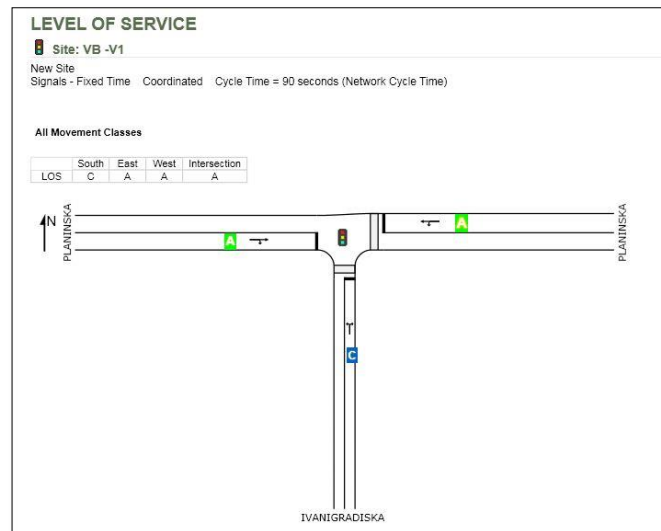 LEVEL OF SERVICE
Site: VB -V1
New Site
Signals - Fixed Time Coordinated Cycle Time = 90 seconds (Network Cycle Time)
All Movement Classes
South East West Intersection
LOS C A A A
N
PLANINSKA
PLANINSKA
A
A
C
IVANIGRADISKA